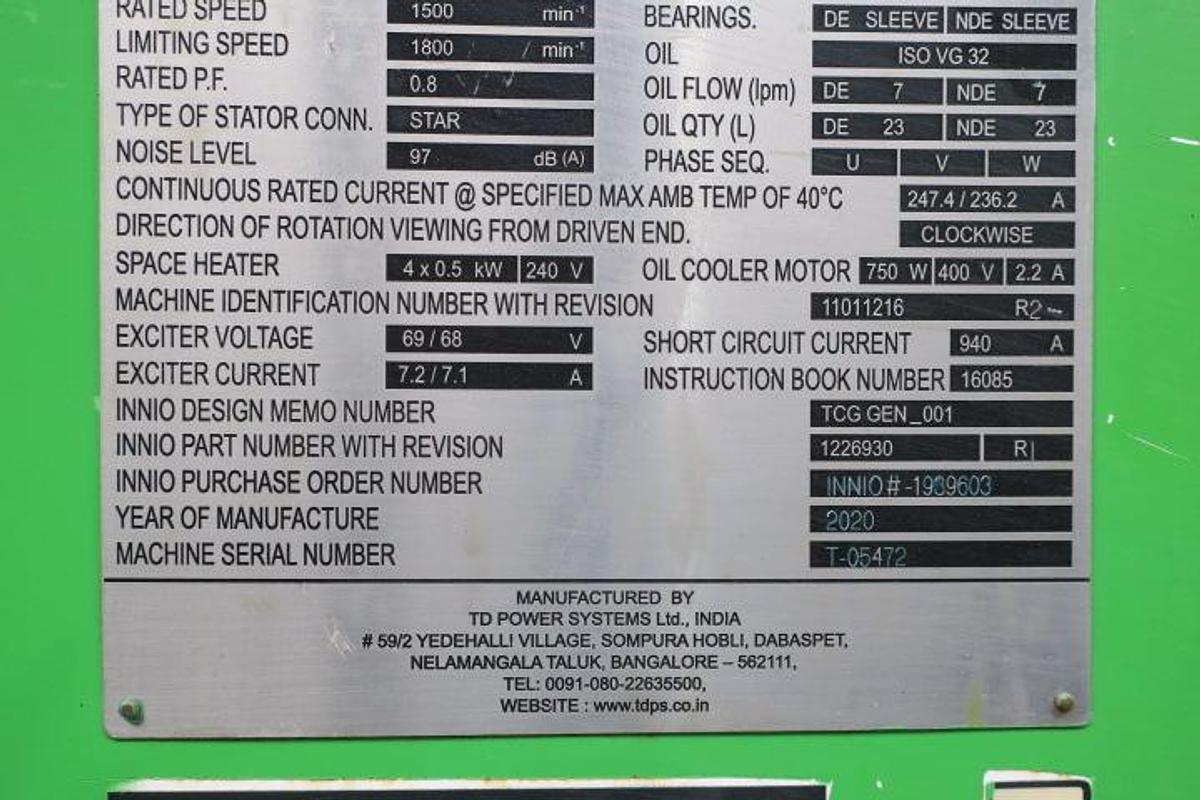 RATED SPEED 1500 min⁻¹ BEARINGS. DE SLEEVE NDE SLEEVE
LIMITING SPEED 1800 / min⁻¹ OIL ISO VG 32
RATED P.F. 0.8 OIL FLOW (lpm) DE 7 NDE 7
TYPE OF STATOR CONN. STAR OIL QTY (L) DE 23 NDE 23
NOISE LEVEL 97 dB (A) PHASE SEQ. U V W
CONTINUOUS RATED CURRENT @ SPECIFIED MAX AMB TEMP OF 40°C 247.4 / 236.2 A
DIRECTION OF ROTATION VIEWING FROM DRIVEN END. CLOCKWISE
SPACE HEATER 4 x 0.5 kW 240 V OIL COOLER MOTOR 750 W 400 V 2.2 A
MACHINE IDENTIFICATION NUMBER WITH REVISION 11011216 R2
EXCITER VOLTAGE 69 / 68 V SHORT CIRCUIT CURRENT 940 A
EXCITER CURRENT 7.2 / 7.1 A INSTRUCTION BOOK NUMBER 16085
INNIO DESIGN MEMO NUMBER TCG GEN_001
INNIO PART NUMBER WITH REVISION 1226930 R|
INNIO PURCHASE ORDER NUMBER INNIO#-1939603
YEAR OF MANUFACTURE 2020
MACHINE SERIAL NUMBER T-05472
MANUFACTURED BY
TD POWER SYSTEMS Ltd., INDIA
# 59/2 YEDEHALLI VILLAGE, SOMPURA HOBLI, DABASPET,
NELAMANGALA TALUK, BANGALORE – 562111,
TEL: 0091-080-22635500,
WEBSITE : www.tdps.co.in